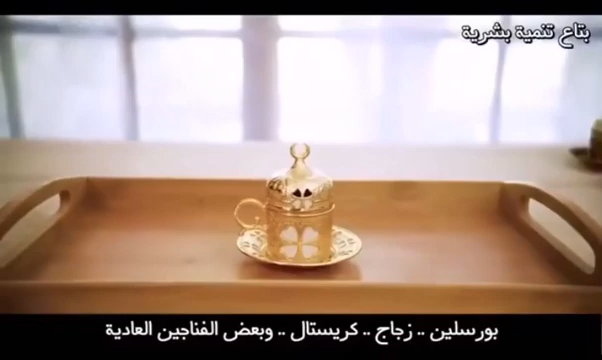 بتاع تنمية بشرية
بورسلين .. زجاج .. كريستال .. وبعض الفناجين العادية